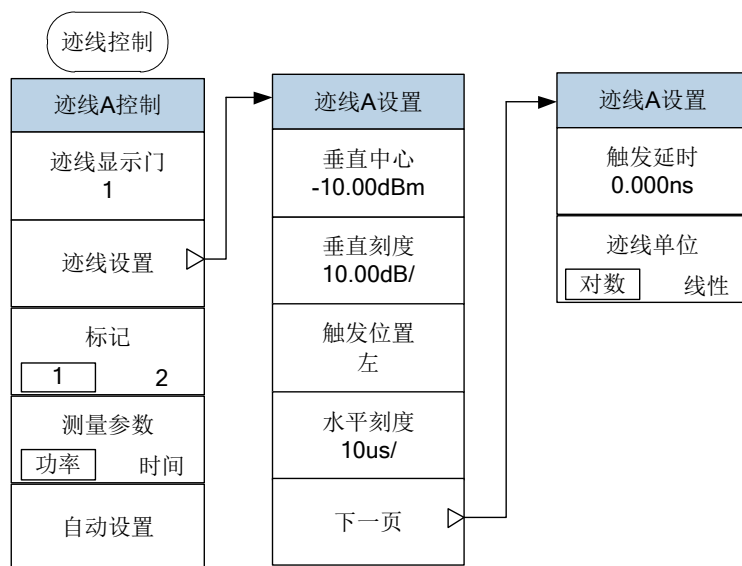 迹线控制
迹线A控制
迹线显示门
1
迹线设置
标记
1 2
测量参数
功率 时间
自动设置
迹线A设置
垂直中心
-10.00dBm
垂直刻度
10.00dB/
触发位置
左
水平刻度
10us/
下一页
迹线A设置
触发延时
0.000ns
迹线单位
对数 线性